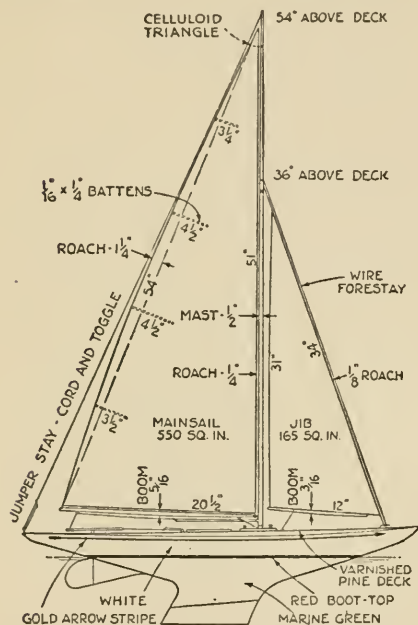 54" ABOVE DECK
CELLULOID
TRIANGLE
3 1/4"
36" ABOVE DECK
1/16" x 1/4" BATTENS
4 1/2"
ROACH-1 1/4"
54"
51"
WIRE
FORESTAY
MAST-1/2"
4 1/2"
31"
34"
ROACH-1/4"
1/8" ROACH
3 1/2"
JUMPER STAY - CORD AND TOGGLE
MAINSAIL
550 SQ. IN.
JIB
165 SQ. IN.
BOOM
5/16"
20 1/2"
BOOM
3/16"
12"
VARNISHED
PINE DECK
WHITE
RED BOOT-TOP
GOLD ARROW STRIPE
MARINE GREEN